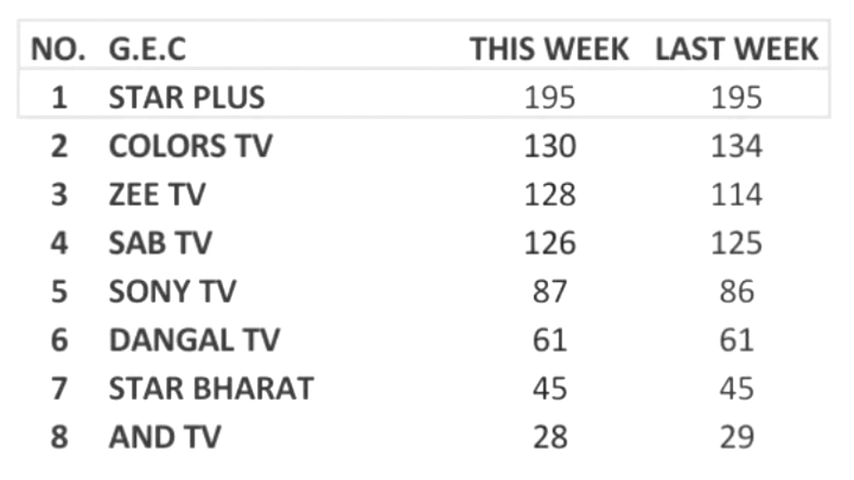 NO. G.E.C THIS WEEK LAST WEEK
1 STAR PLUS 195 195
2 COLORS TV 130 134
3 ZEE TV 128 114
4 SAB TV 126 125
5 SONY TV 87 86
6 DANGAL TV 61 61
7 STAR BHARAT 45 45
8 AND TV 28 29